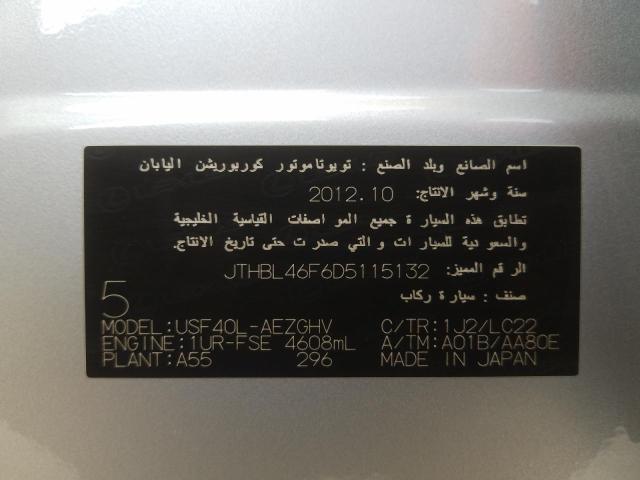 اسم الصانع وبلد الصنع : تويوتا موتور كوربوريشن اليابان
سنة وشهر الانتاج: 2012.10
تطابق هذه السيارة جميع المواصفات القياسية الخليجية
والسعودية للسيارات والتي صدرت حتى تاريخ الانتاج.
الرقم المميز: JTHBL46F6D5115132
صنف : سيارة ركاب
5
MODEL:USF40L-AEZGHV C/TR:1J2/LC22
ENGINE:1UR-FSE 4608mL A/TM:A01B/AA80E
PLANT:A55 296 MADE IN JAPAN